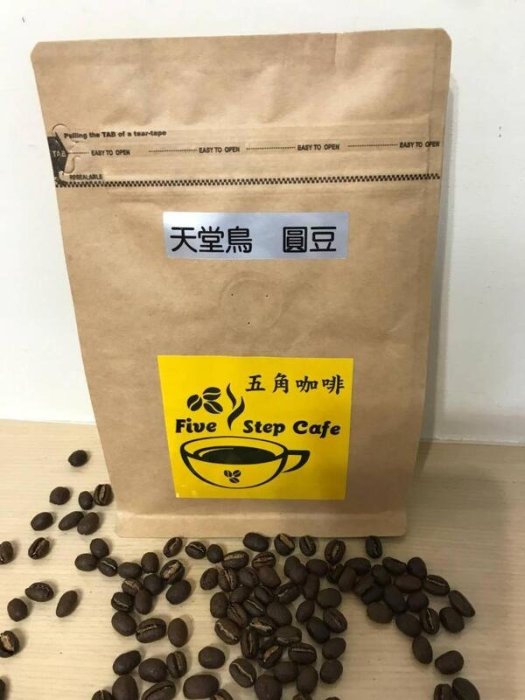 Pulling the TAB of a tear-tape
TAB EASY TO OPEN EASY TO OPEN EASY TO OPEN EASY TO OPEN
RESEALABLE
天堂鳥 圓豆
五角咖啡
Five Step Cafe